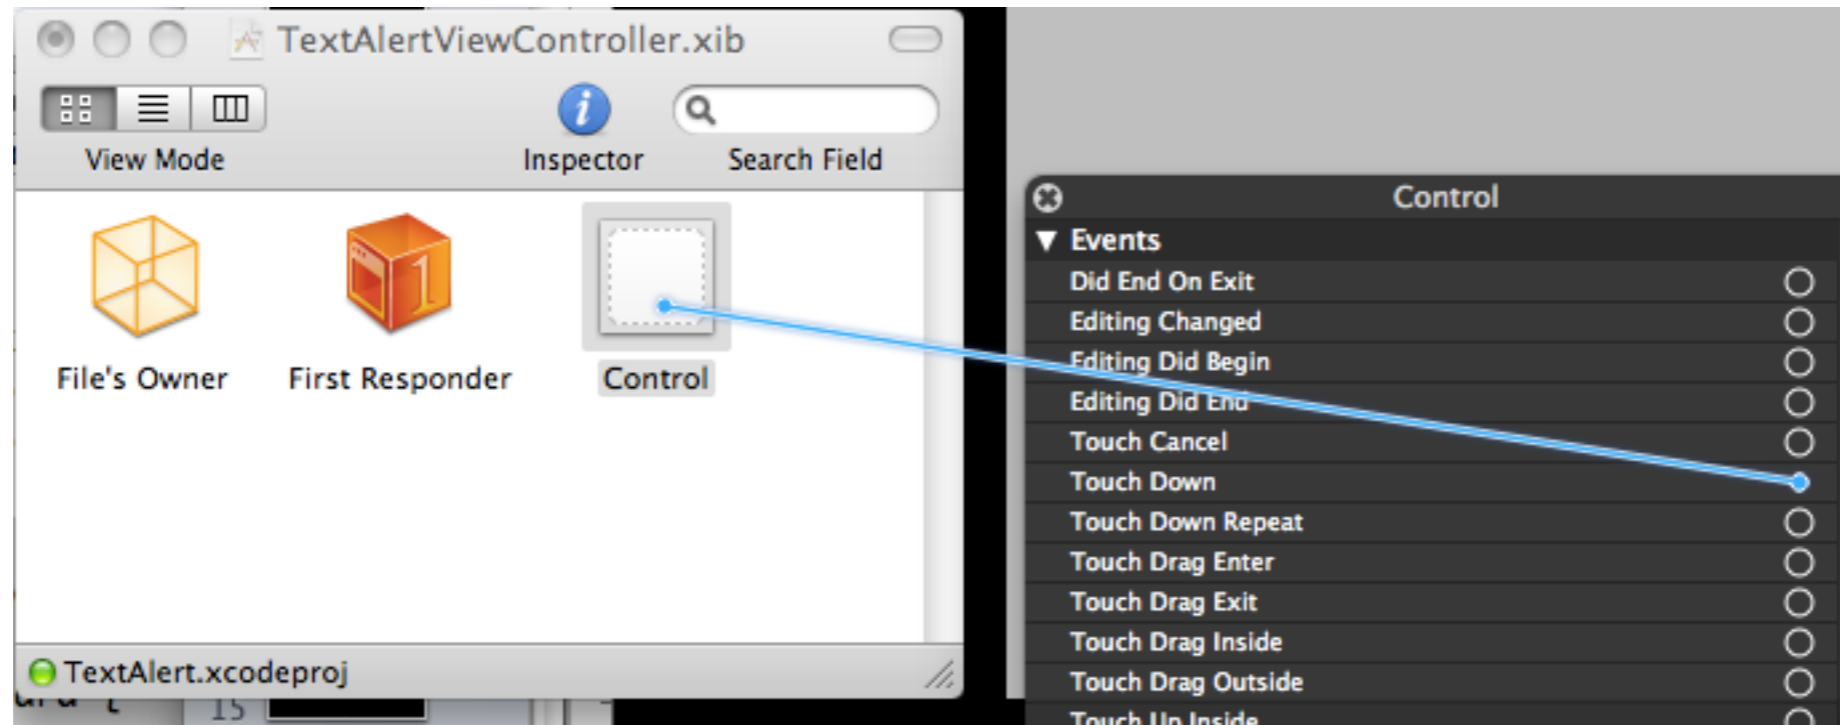 TextAlertViewController.xib
View Mode
Inspector
Search Field
File's Owner
First Responder
1
Control
TextAlert.xcodeproj
15
Control
Events
Did End On Exit
Editing Changed
Editing Did Begin
Editing Did End
Touch Cancel
Touch Down
Touch Down Repeat
Touch Drag Enter
Touch Drag Exit
Touch Drag Inside
Touch Drag Outside
Touch Up Inside